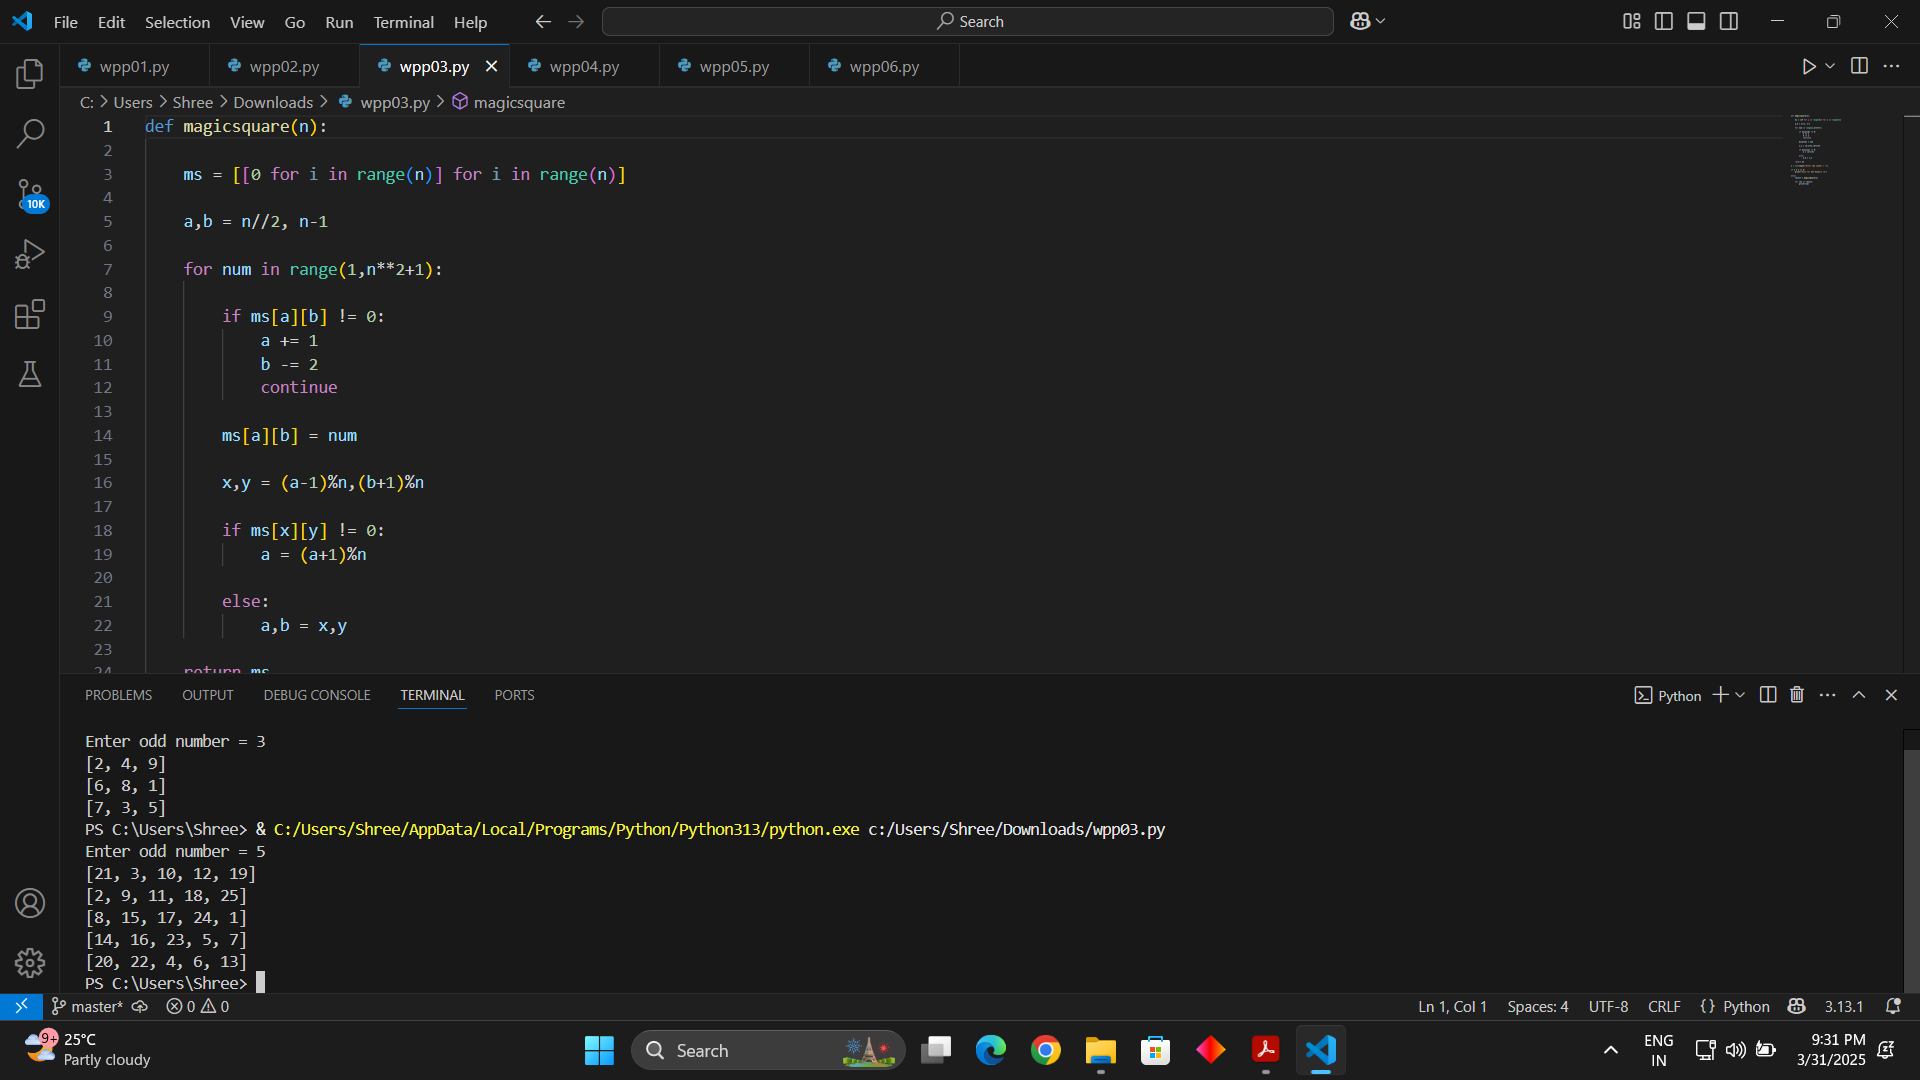 File Edit Selection View Go Run Terminal Help Search
wpp01.py wpp02.py wpp03.py wpp04.py wpp05.py wpp06.py
C: > Users > Shree > Downloads > wpp03.py > magicsquare
1 def magicsquare(n):
2
3 ms = [[0 for i in range(n)] for i in range(n)]
4
5 a,b = n//2, n-1
6
7 for num in range(1,n**2+1):
8
9 if ms[a][b] != 0:
10 a += 1
11 b -= 2
12 continue
13
14 ms[a][b] = num
15
16 x,y = (a-1)%n,(b+1)%n
17
18 if ms[x][y] != 0:
19 a = (a+1)%n
20
21 else:
22 a,b = x,y
23
24 return ms
10K
PROBLEMS OUTPUT DEBUG CONSOLE TERMINAL PORTS Python
Enter odd number = 3
[2, 4, 9]
[6, 8, 1]
[7, 3, 5]
PS C:\Users\Shree> & C:/Users/Shree/AppData/Local/Programs/Python/Python313/python.exe c:/Users/Shree/Downloads/wpp03.py
Enter odd number = 5
[21, 3, 10, 12, 19]
[2, 9, 11, 18, 25]
[8, 15, 17, 24, 1]
[14, 16, 23, 5, 7]
[20, 22, 4, 6, 13]
PS C:\Users\Shree>
master* 0 0 Ln 1, Col 1 Spaces: 4 UTF-8 CRLF {} Python 3.13.1
9+ 25°C
Partly cloudy
Search
ENG
IN
9:31 PM
3/31/2025